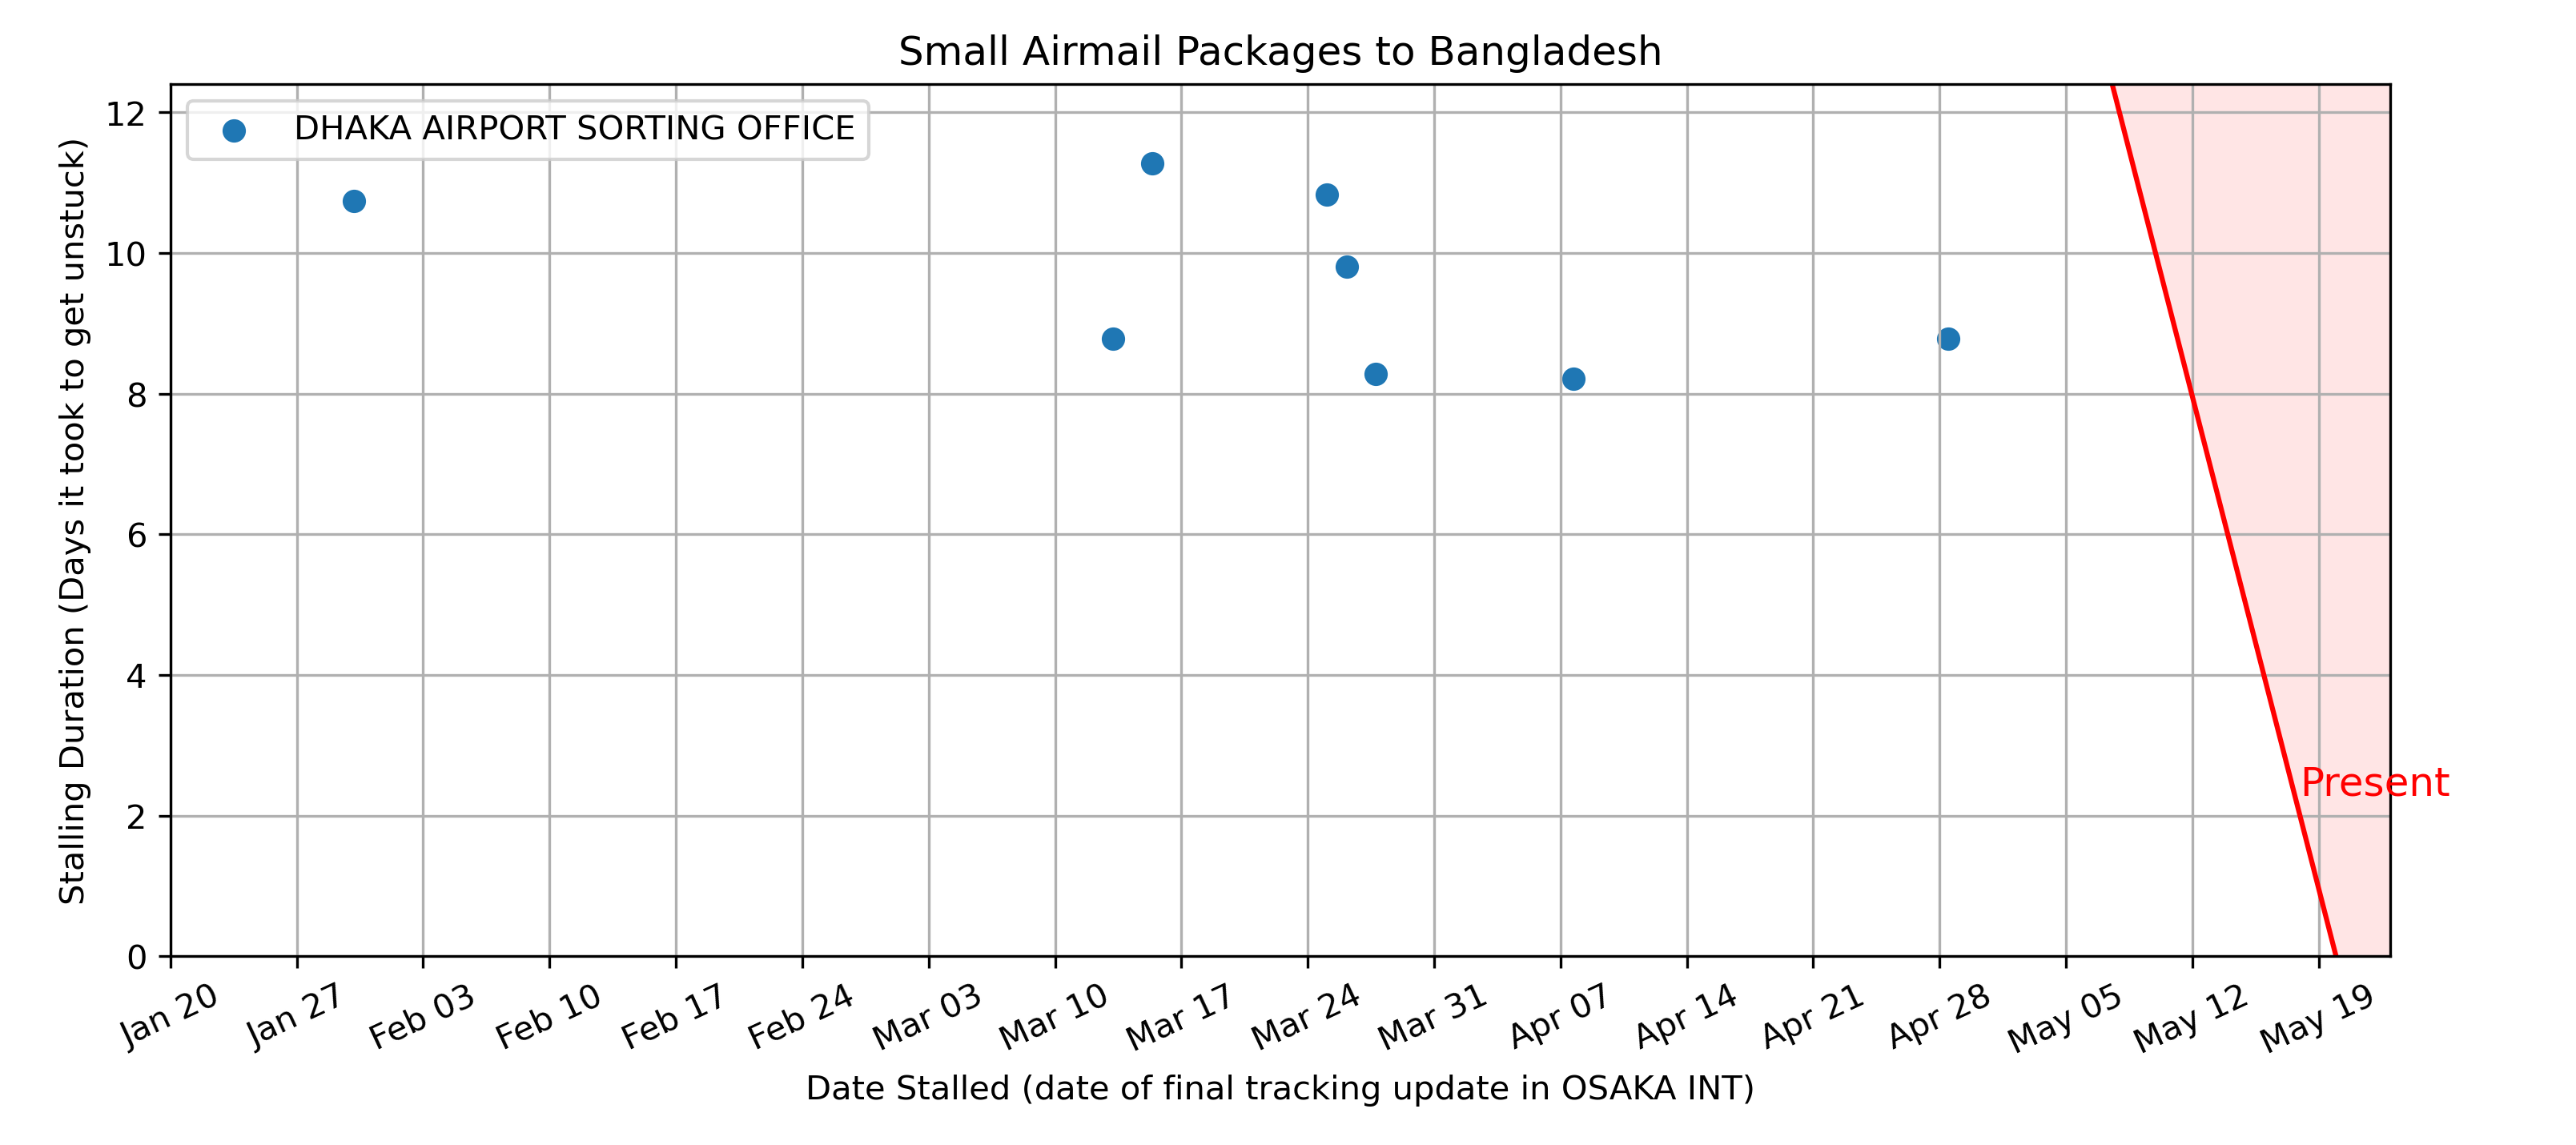 Small Airmail Packages to Bangladesh
DHAKA AIRPORT SORTING OFFICE
Stalling Duration (Days it took to get unstuck)
12
10
8
6
4
2
0
Present
Jan 20
Jan 27
Feb 03
Feb 10
Feb 17
Feb 24
Mar 03
Mar 10
Mar 17
Mar 24
Mar 31
Apr 07
Apr 14
Apr 21
Apr 28
May 05
May 12
May 19
Date Stalled (date of final tracking update in OSAKA INT)